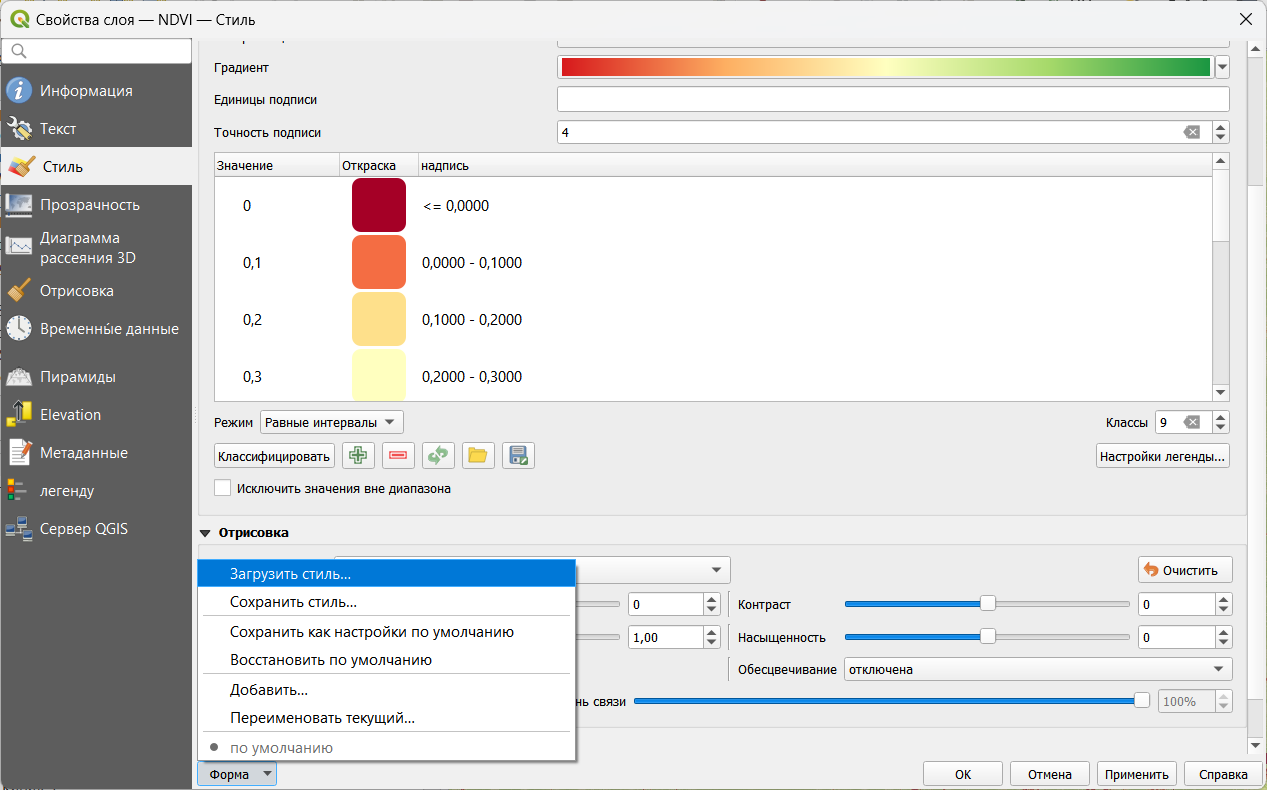 Свойства слоя — NDVI — Стиль
Информация
Текст
Стиль
Прозрачность
Диаграмма
рассеяния 3D
Отрисовка
Временны́е данные
Пирамиды
Elevation
Метаданные
легенду
Сервер QGIS
Градиент
Единицы подписи
Точность подписи 4
Значение Откраска надпись
0 <= 0,0000
0,1 0,0000 - 0,1000
0,2 0,1000 - 0,2000
0,3 0,2000 - 0,3000
Режим Равные интервалы Классы 9
Классифицировать Настройки легенды...
Исключить значения вне диапазона
Отрисовка
Загрузить стиль...
Сохранить стиль...
Сохранить как настройки по умолчанию
Восстановить по умолчанию
Добавить...
Переименовать текущий...
по умолчанию
Очистить
0 Контраст 0
1,00 Насыщенность 0
Обесцвечивание отключена
нь связи 100%
Форма ОК Отмена Применить Справка